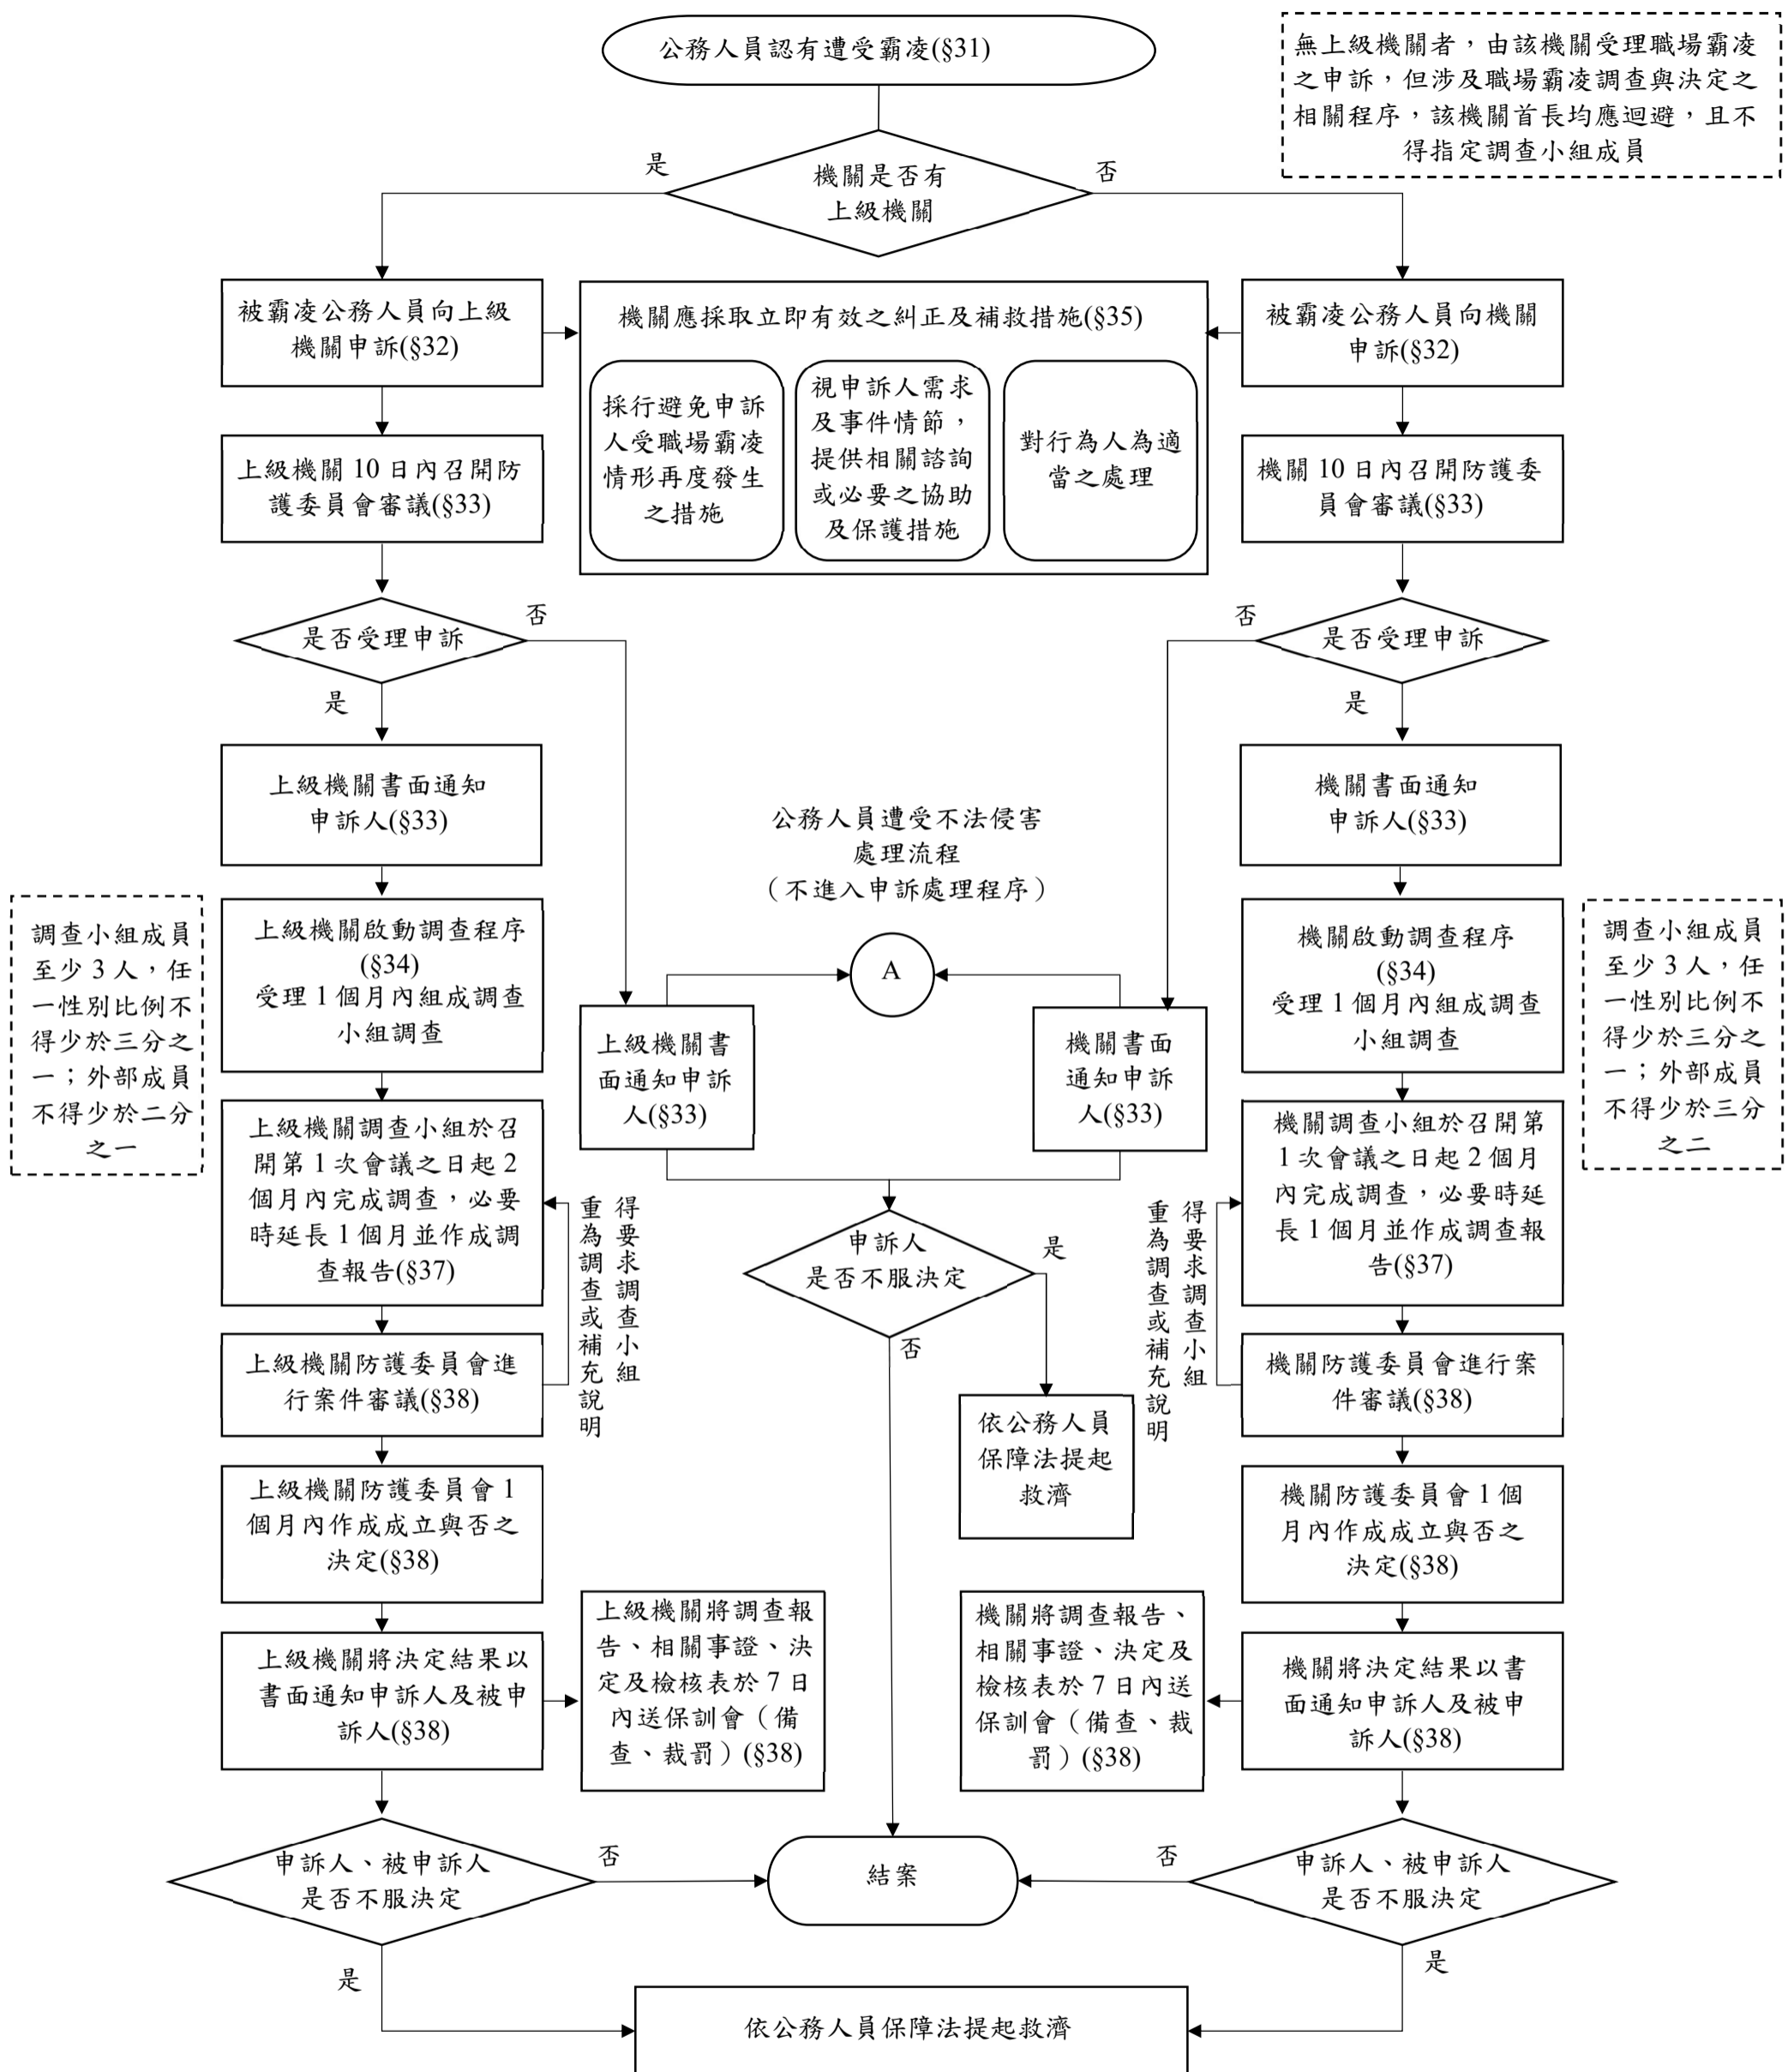 公務人員認有遭受霸凌(§31)
無上級機關者，由該機關受理職場霸凌
之申訴，但涉及職場霸凌調查與決定之
相關程序，該機關首長均應迴避，且不
得指定調查小組成員
是
機關是否有
上級機關
否
被霸凌公務人員向上級
機關申訴(§32)
機關應採取立即有效之糾正及補救措施(§35)
採行避免申訴
人受職場霸凌
情形再度發生
之措施
視申訴人需求
及事件情節，
提供相關諮詢
或必要之協助
及保護措施
對行為人為適
當之處理
被霸凌公務人員向機關
申訴(§32)
上級機關 10 日內召開防
護委員會審議(§33)
機關 10 日內召開防護委
員會審議(§33)
是否受理申訴
否
是
否
是否受理申訴
是
上級機關書面通知
申訴人(§33)
機關書面通知
申訴人(§33)
公務人員遭受不法侵害
處理流程
（不進入申訴處理程序）
A
調查小組成員
至少 3 人，任
一性別比例不
得少於三分之
一；外部成員
不得少於二分
之一
上級機關啟動調查程序
(§34)
受理 1 個月內組成調查
小組調查
上級機關書
面通知申訴
人(§33)
機關書面
通知申訴
人(§33)
機關啟動調查程序
(§34)
受理 1 個月內組成調查
小組調查
調查小組成員
至少 3 人，任
一性別比例不
得少於三分之
一；外部成員
不得少於三分
之二
上級機關調查小組於召
開第 1 次會議之日起 2
個月內完成調查，必要
時延長 1 個月並作成調
查報告(§37)
得要求調查小組
重為調查或補充說明
申訴人
是否不服決定
是
否
得要求調查小組
重為調查或補充說明
機關調查小組於召開第
1 次會議之日起 2 個月
內完成調查，必要時延
長 1 個月並作成調查報
告(§37)
上級機關防護委員會進
行案件審議(§38)
依公務人員
保障法提起
救濟
機關防護委員會進行案
件審議(§38)
上級機關防護委員會 1
個月內作成成立與否之
決定(§38)
機關防護委員會 1 個
月內作成成立與否之
決定(§38)
上級機關將決定結果以
書面通知申訴人及被申
訴人(§38)
上級機關將調查報
告、相關事證、決
定及檢核表於 7 日
內送保訓會（備
查、裁罰）(§38)
機關將調查報告、
相關事證、決定及
檢核表於 7 日內送
保訓會（備查、裁
罰）(§38)
機關將決定結果以書
面通知申訴人及被申
訴人(§38)
申訴人、被申訴人
是否不服決定
否
是
結案
否
申訴人、被申訴人
是否不服決定
是
依公務人員保障法提起救濟